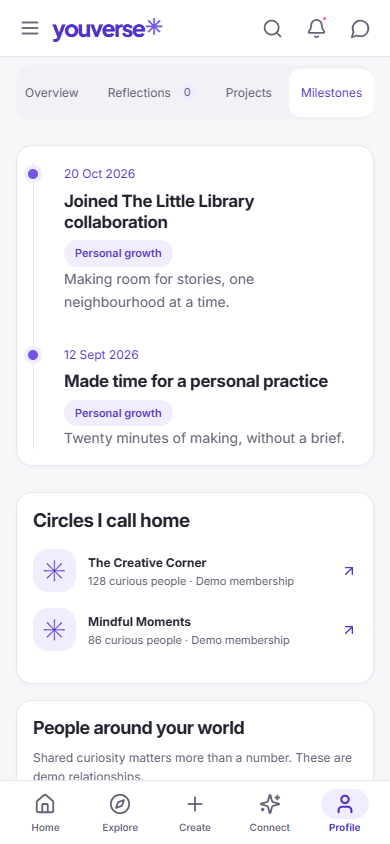 youverse
Overview Reflections 0 Projects Milestones
20 Oct 2026
Joined The Little Library
collaboration
Personal growth
Making room for stories, one
neighbourhood at a time.
12 Sept 2026
Made time for a personal practice
Personal growth
Twenty minutes of making, without a brief.
Circles I call home
The Creative Corner
128 curious people · Demo membership
Mindful Moments
86 curious people · Demo membership
People around your world
Shared curiosity matters more than a number. These are
demo relationships.
Home Explore Create Connect Profile